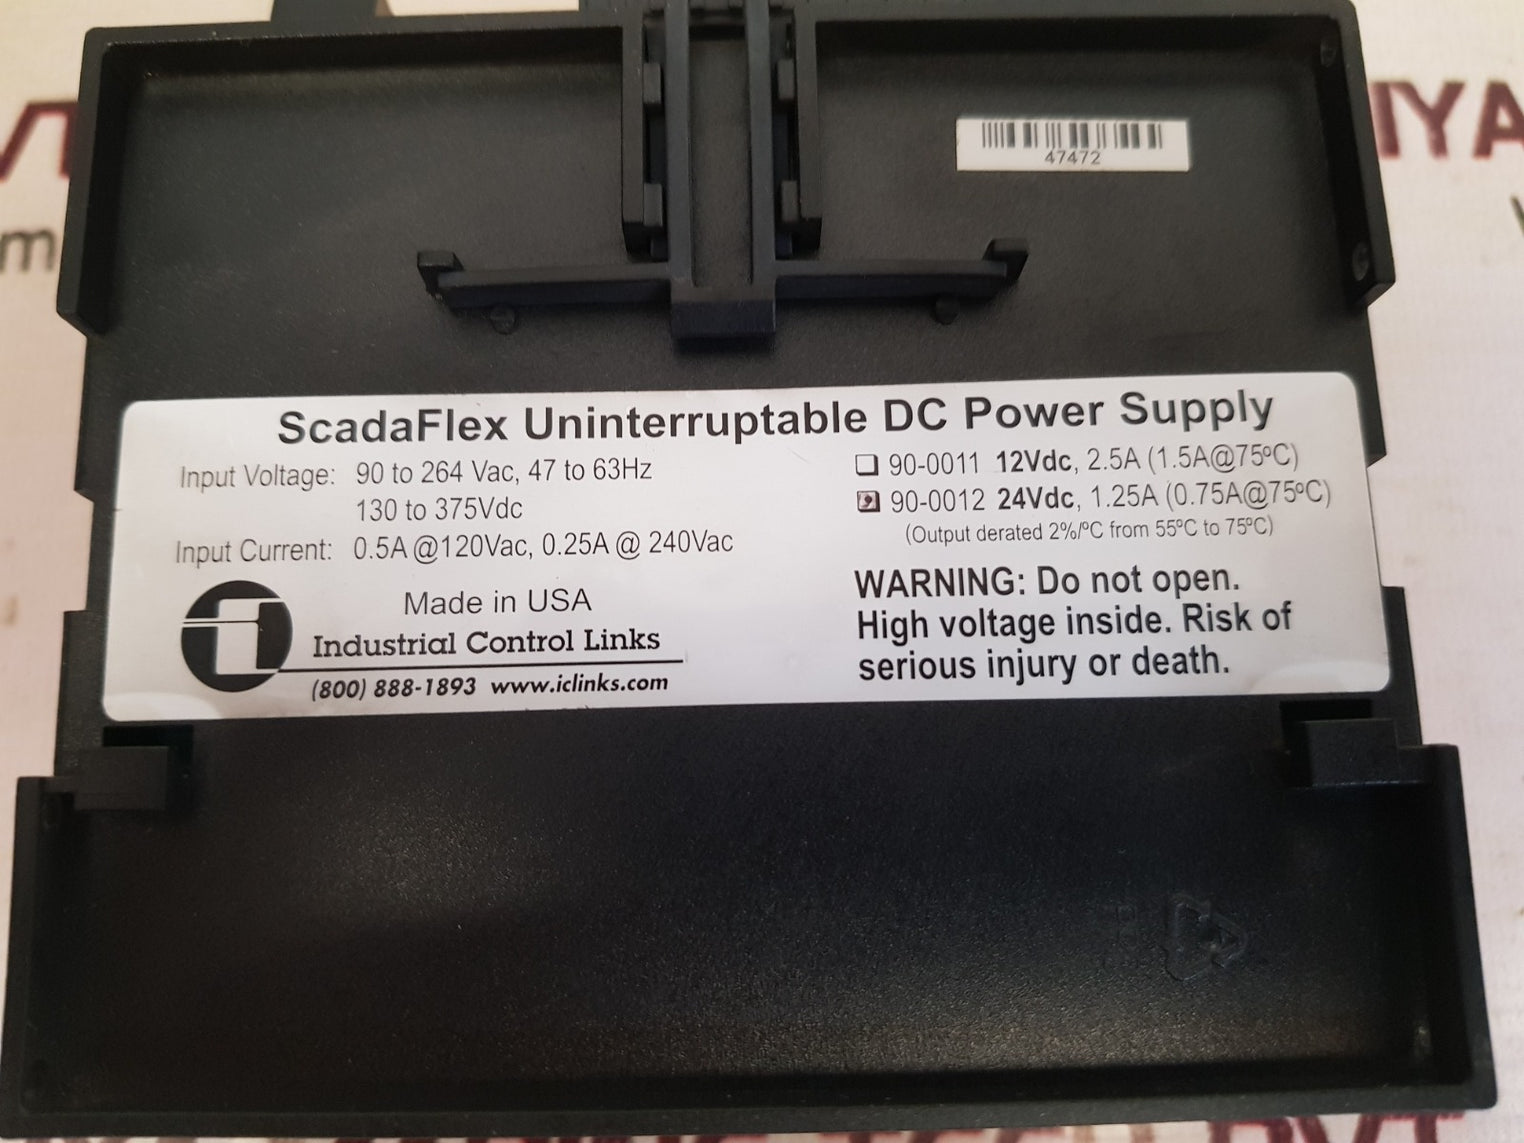 47472
ScadaFlex Uninterruptable DC Power Supply
Input Voltage: 90 to 264 Vac, 47 to 63Hz
130 to 375Vdc
Input Current: 0.5A @120Vac, 0.25A @ 240Vac
90-0011 12Vdc, 2.5A (1.5A@75ºC)
90-0012 24Vdc, 1.25A (0.75A@75ºC)
(Output derated 2%/ºC from 55ºC to 75ºC)
Made in USA
Industrial Control Links
(800) 888-1893 www.iclinks.com
WARNING: Do not open.
High voltage inside. Risk of
serious injury or death.